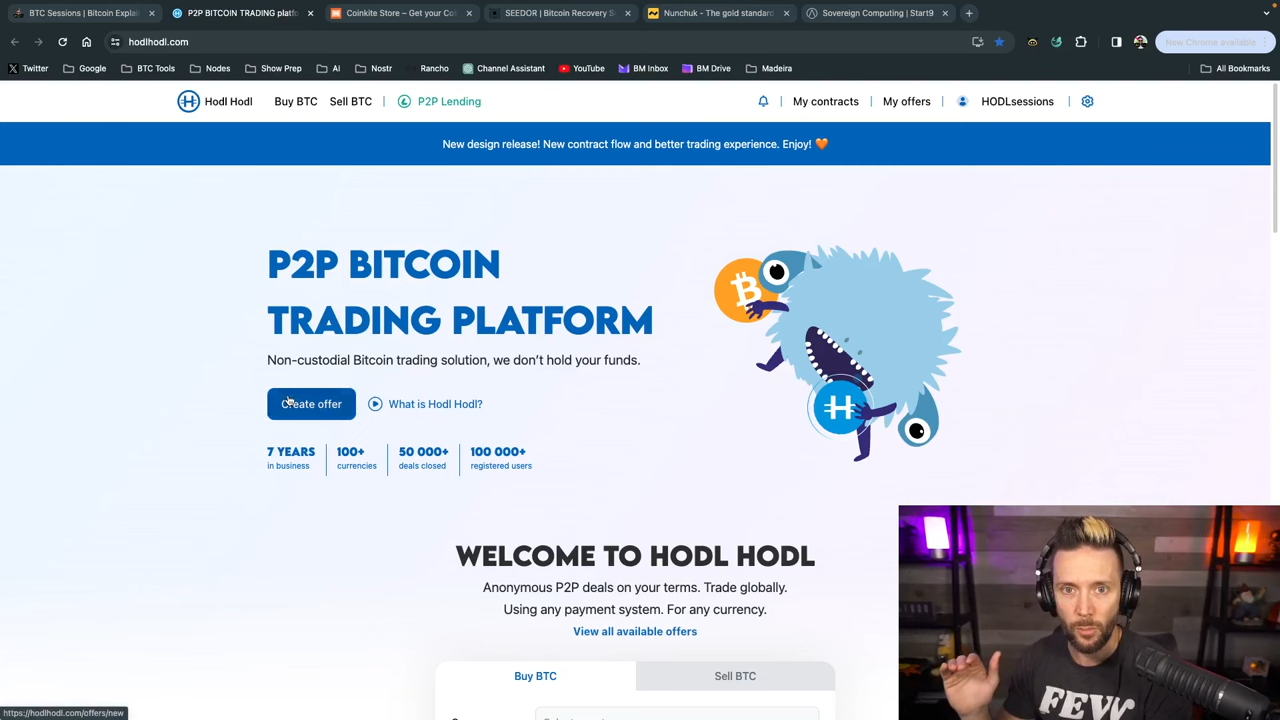 BTC Sessions | Bitcoin Explai
P2P BITCOIN TRADING platf
Coinkite Store – Get your Co
SEEDOR | Bitcoin Recovery S
Nunchuk - The gold standard
Sovereign Computing | Start9
hodlhodl.com
New Chrome available
Twitter
Google
BTC Tools
Nodes
Show Prep
AI
Nostr
Rancho
Channel Assistant
YouTube
BM Inbox
BM Drive
Madeira
All Bookmarks
Hodl Hodl
Buy BTC
Sell BTC
P2P Lending
My contracts
My offers
HODLsessions
New design release! New contract flow and better trading experience. Enjoy! 🧡
P2P BITCOIN
TRADING PLATFORM
Non-custodial Bitcoin trading solution, we don't hold your funds.
Create offer
What is Hodl Hodl?
7 YEARS
in business
100+
currencies
50 000+
deals closed
100 000+
registered users
WELCOME TO HODL HODL
Anonymous P2P deals on your terms. Trade globally.
Using any payment system. For any currency.
View all available offers
Buy BTC
Sell BTC
https://hodlhodl.com/offers/new